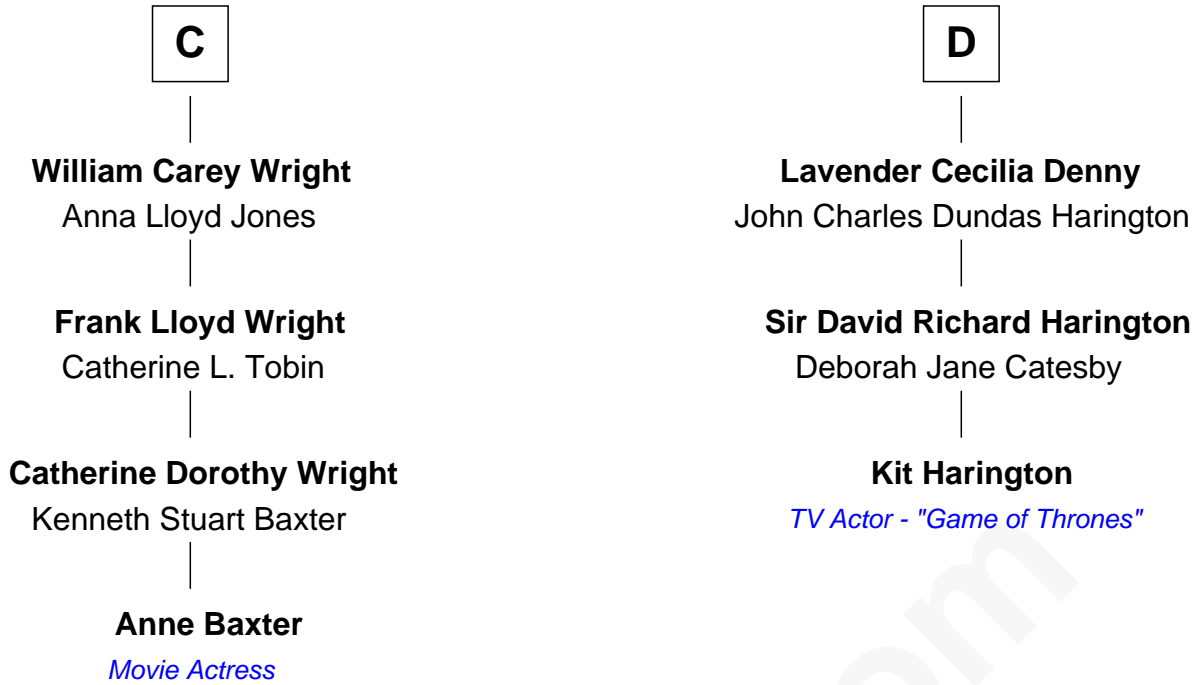 C
William Carey Wright
Anna Lloyd Jones
Frank Lloyd Wright
Catherine L. Tobin
Catherine Dorothy Wright
Kenneth Stuart Baxter
Anne Baxter
Movie Actress
D
Lavender Cecilia Denny
John Charles Dundas Harington
Sir David Richard Harington
Deborah Jane Catesby
Kit Harington
TV Actor - "Game of Thrones"
om